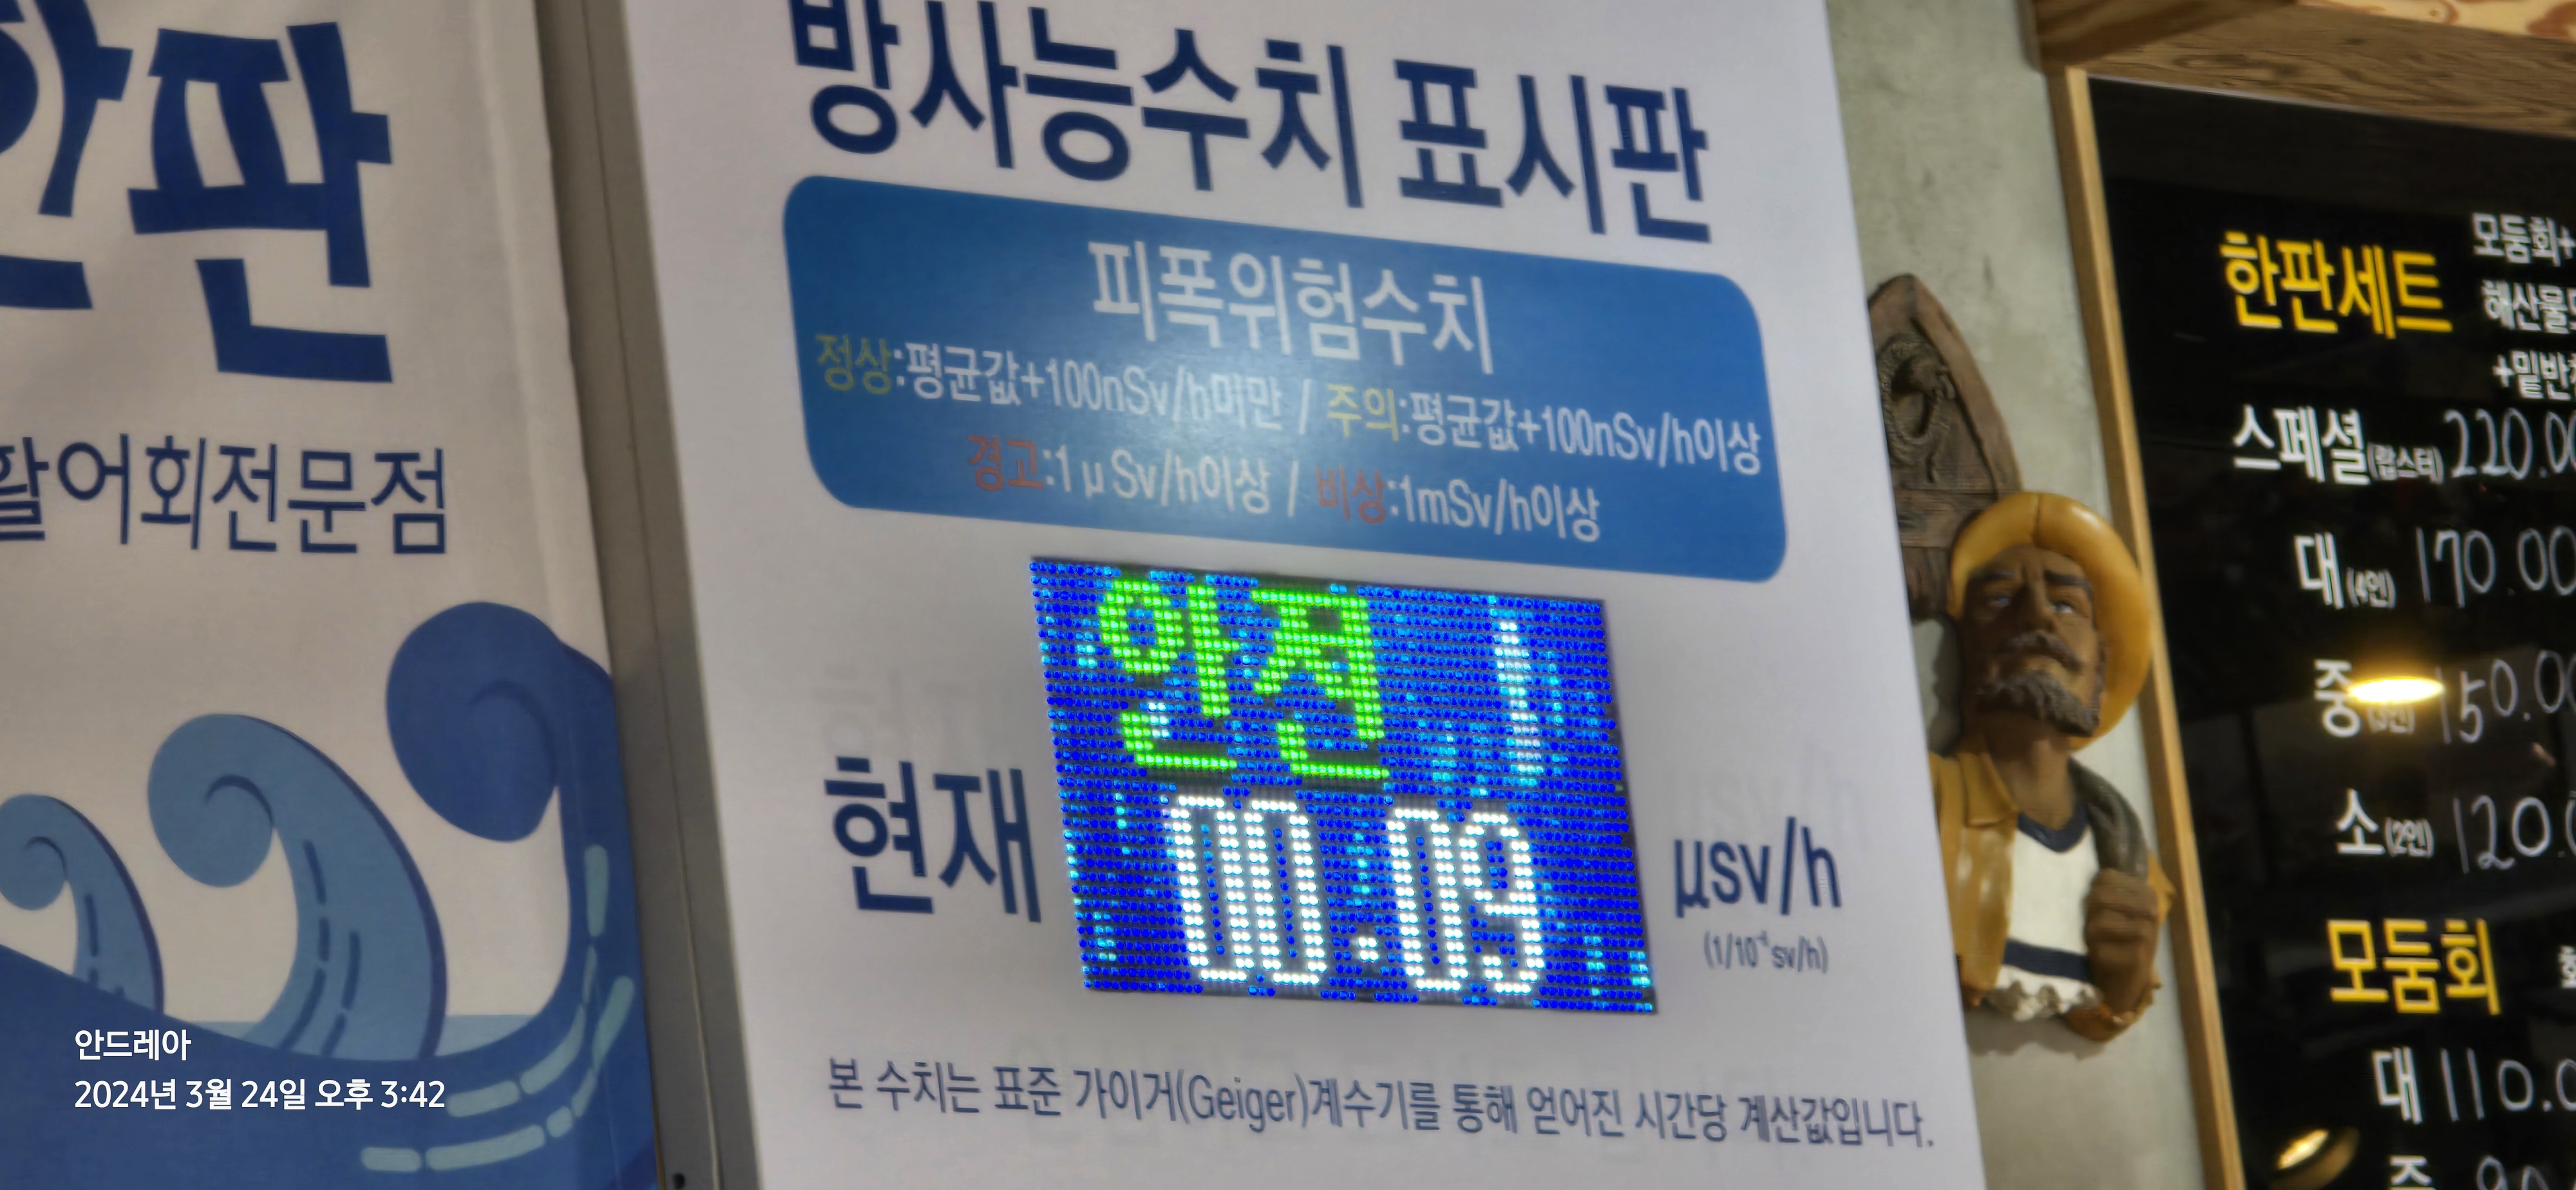 한판
활어회전문점
방사능수치 표시판
피폭위험수치
정상:평균값+100nSv/h미만 / 주의:평균값+100nSv/h이상
경고:1μSv/h이상 / 비상:1mSv/h이상
안전
현재 00.09 μsv/h
(1/10⁻⁶sv/h)
본 수치는 표준 가이거(Geiger)계수기를 통해 얻어진 시간당 계산값입니다.
한판세트
모둠회+
해산물
+밑반
스페셜(랍스터) 220.00
대(4인) 170.00
중 150.0
소(2인) 120.
모둠회
대 110.0
안드레아
2024년 3월 24일 오후 3:42